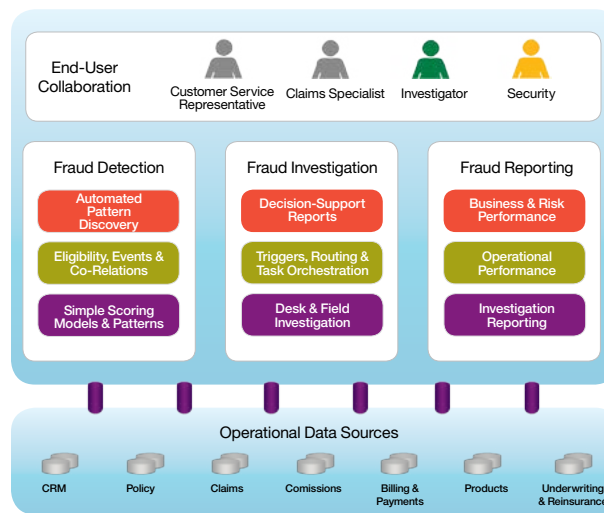 End-User
Collaboration
Customer Service
Representative
Claims Specialist
Investigator
Security
Fraud Detection
Automated
Pattern
Discovery
Eligibility, Events &
Co-Relations
Simple Scoring
Models & Patterns
Fraud Investigation
Decision-Support
Reports
Triggers, Routing &
Task Orchestration
Desk & Field
Investigation
Fraud Reporting
Business & Risk
Performance
Operational
Performance
Investigation
Reporting
Operational Data Sources
CRM
Policy
Claims
Comissions
Billing &
Payments
Products
Underwriting
& Reinsurance